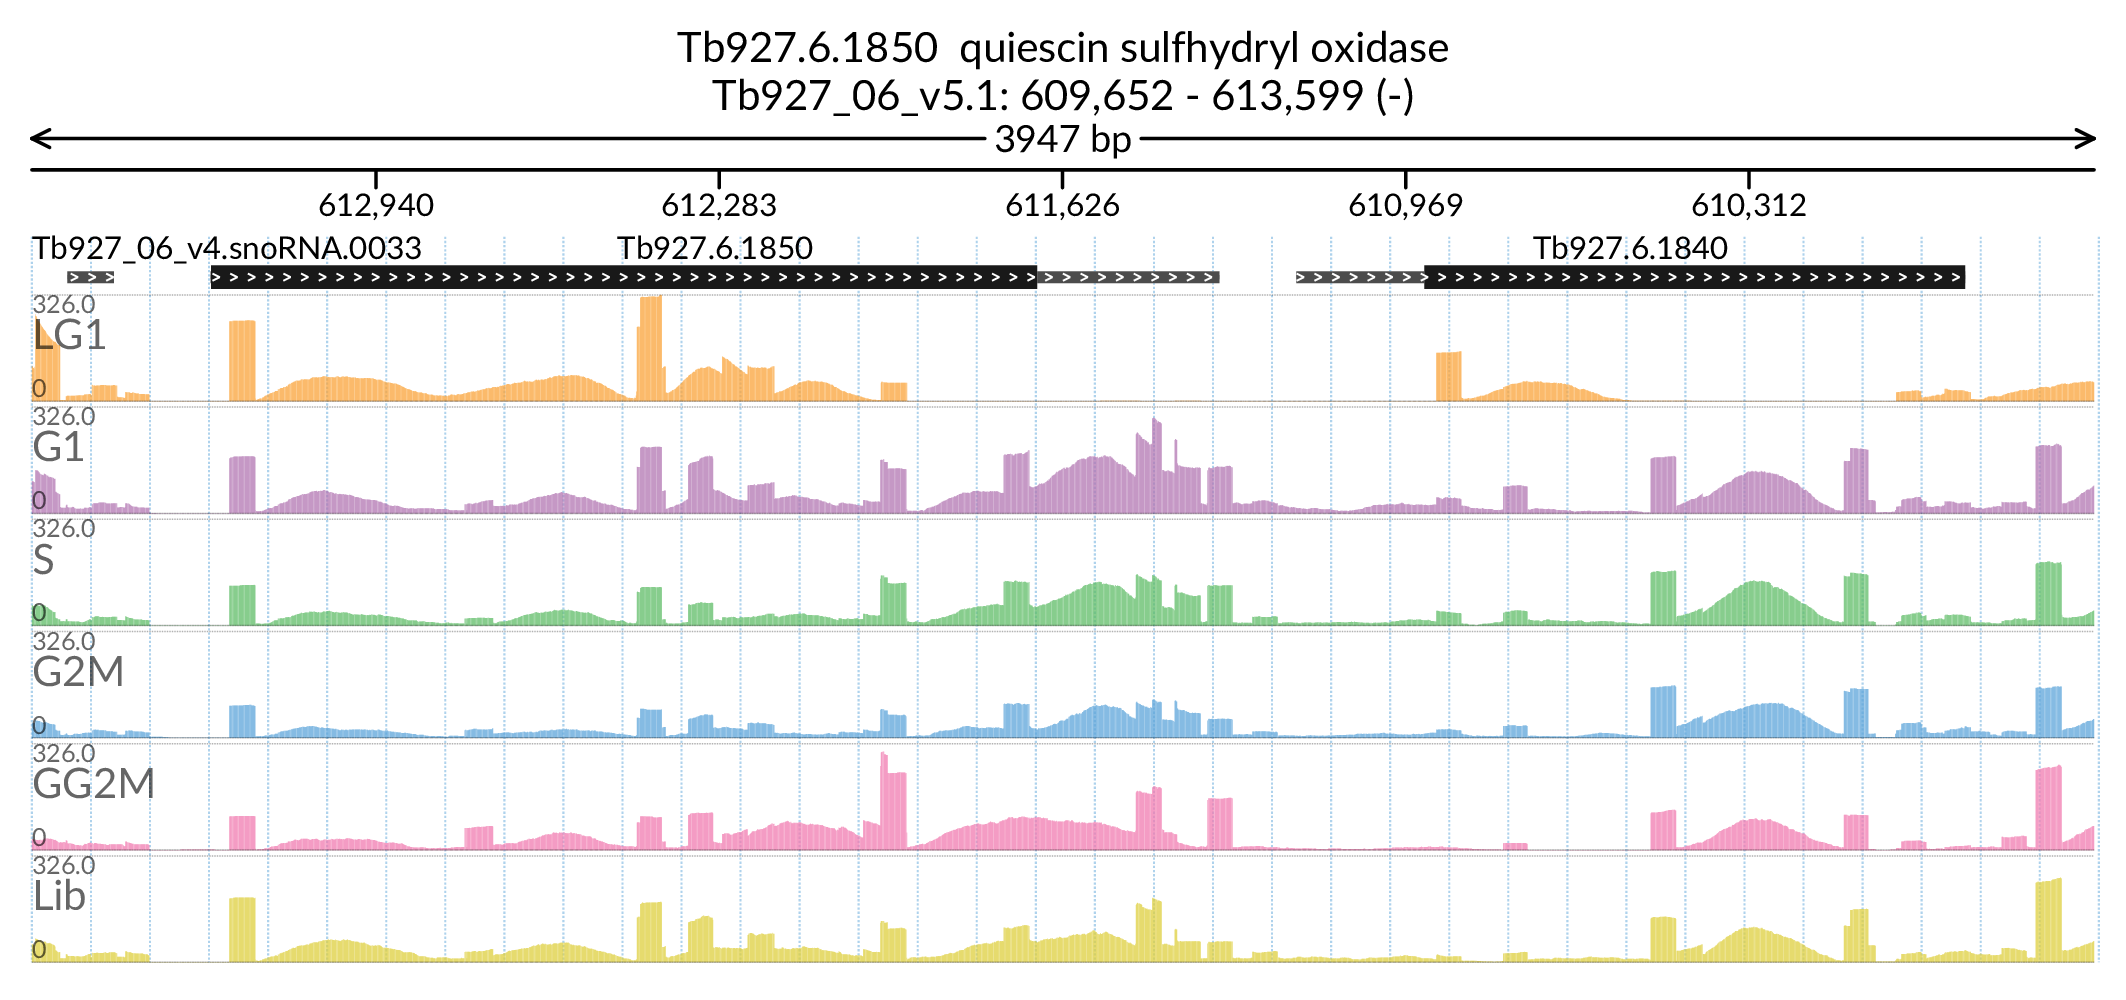 Tb927.6.1850  quiescin sulfhydryl oxidase
Tb927_06_v5.1: 609,652 - 613,599 (-)
3947 bp
612,940 612,283 611,626 610,969 610,312
Tb927_06_v4.snoRNA.0033 Tb927.6.1850 Tb927.6.1840
326.0
LG1
0
326.0
G1
0
326.0
S
0
326.0
G2M
0
326.0
GG2M
0
326.0
Lib
0